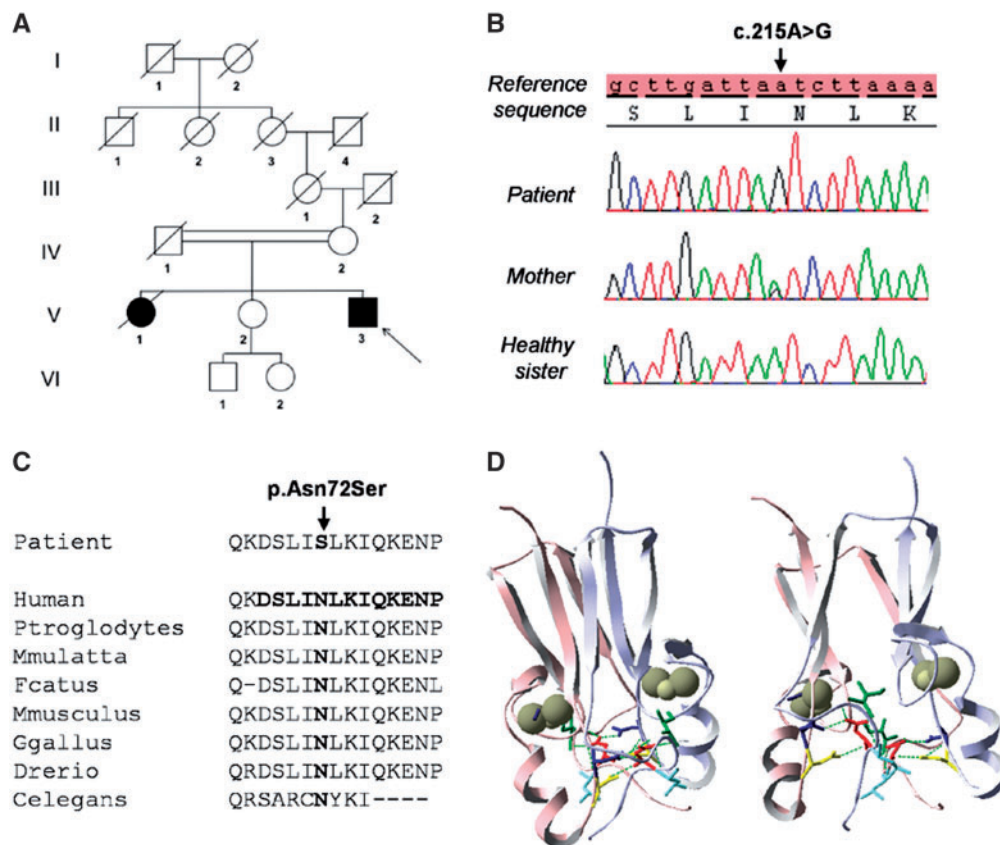 A
I
1
2
II
1
2
3
4
III
1
2
IV
1
2
V
1
2
3
VI
1
2
B
c.215A>G
Reference sequence
g c t t g a t t a a t c t t a a a a
S L I N L K
Patient
Mother
Healthy sister
C
p.Asn72Ser
Patient QKDSLISLKIQKENP
Human QKDSLINLKIQKENP
Ptroglodytes QKDSLINLKIQKENP
Mmulatta QKDSLINLKIQKENP
Fcatus Q-DSLINLKIQKENL
Mmusculus QKDSLINLKIQKENP
Ggallus QKDSLINLKIQKENP
Drerio QRDSLINLKIQKENP
Celegans QRSARCNYKI----
D